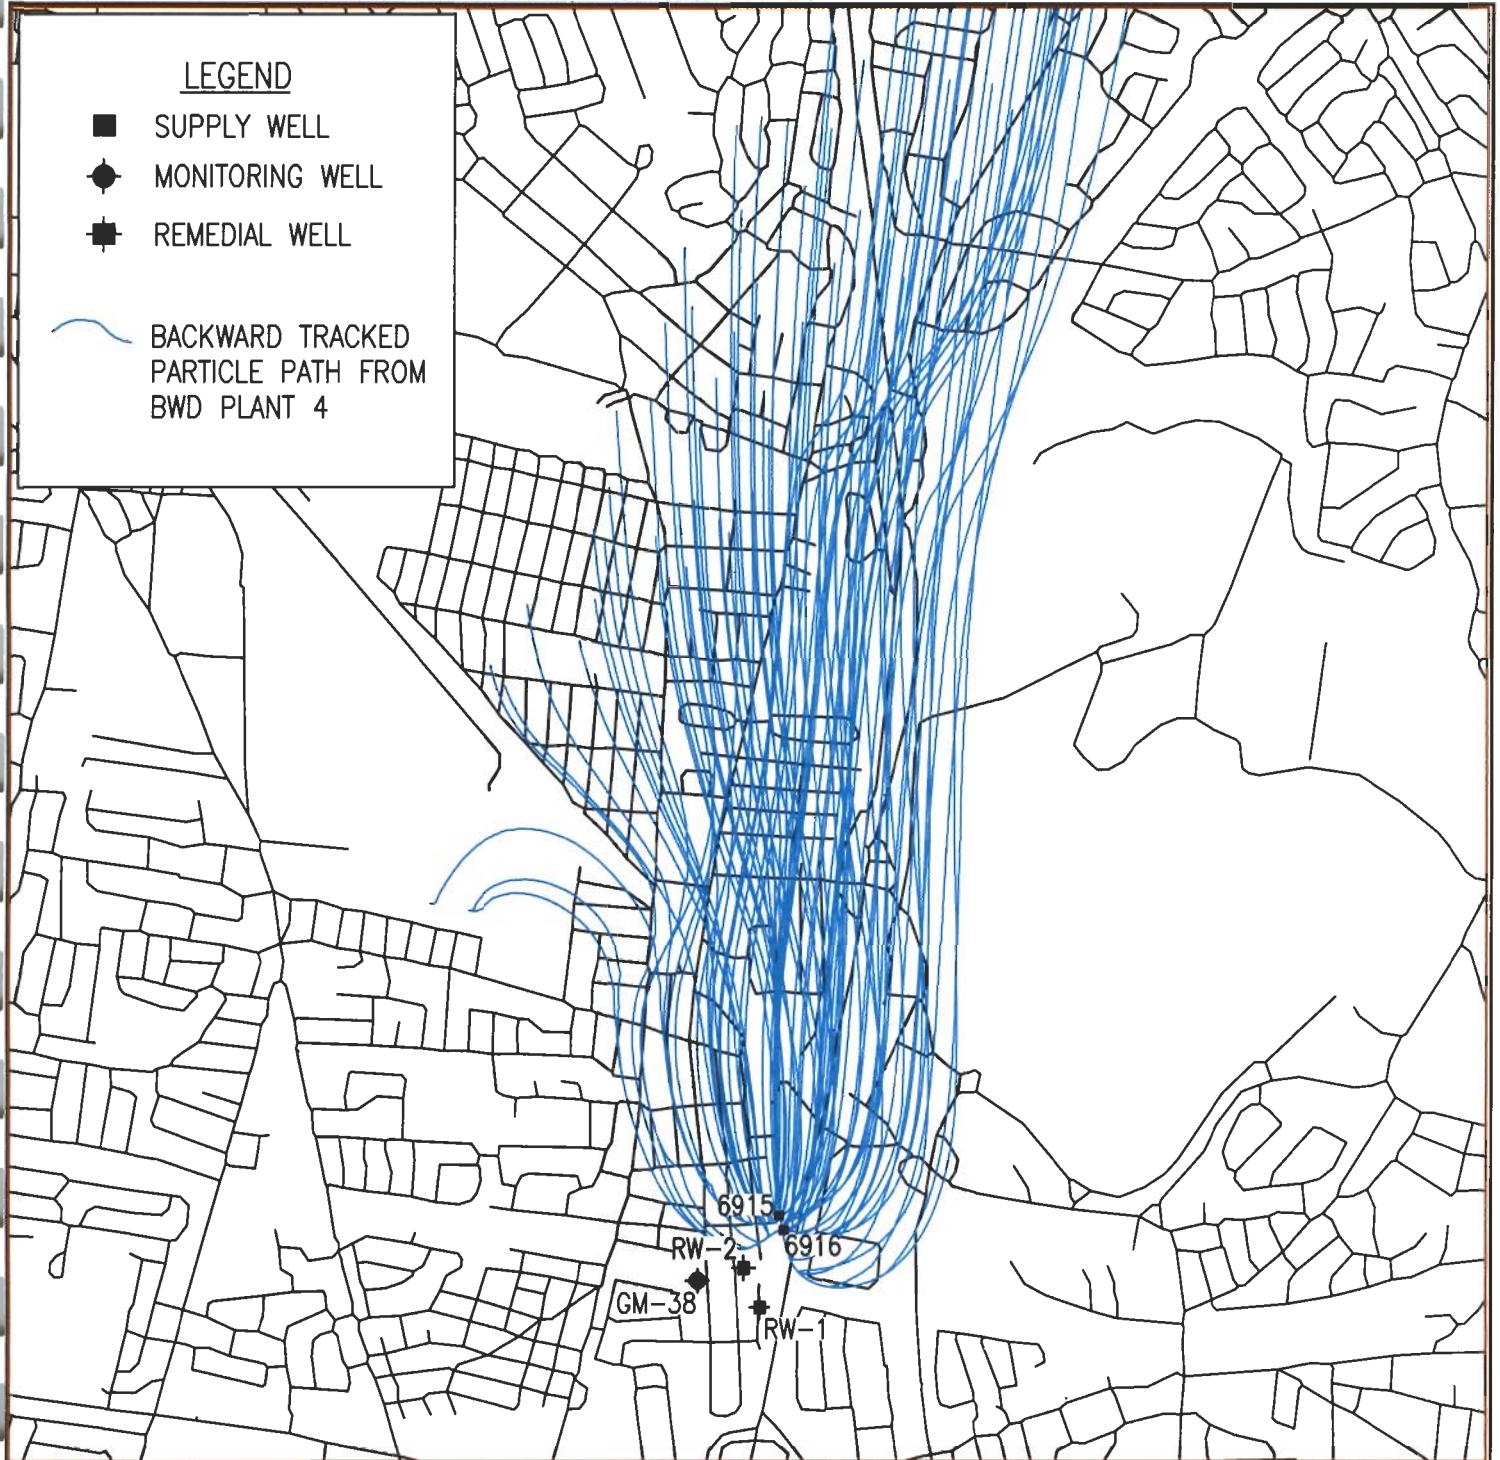 LEGEND
SUPPLY WELL
MONITORING WELL
REMEDIAL WELL
BACKWARD TRACKED
PARTICLE PATH FROM
BWD PLANT 4
6915
6916
RW-2
GM-38
RW-1